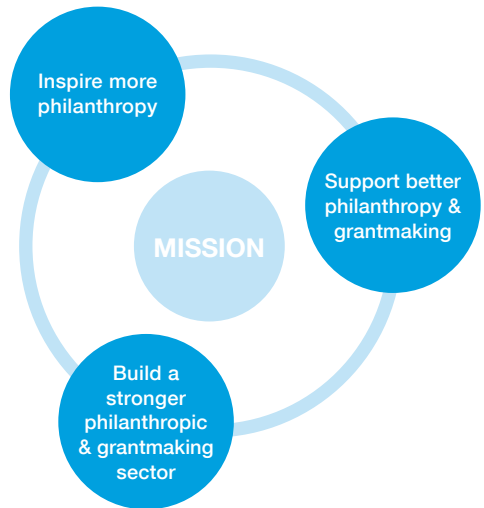 Inspire more
philanthropy
Support better
philanthropy &
grantmaking
MISSION
Build a
stronger
philanthropic
& grantmaking
sector